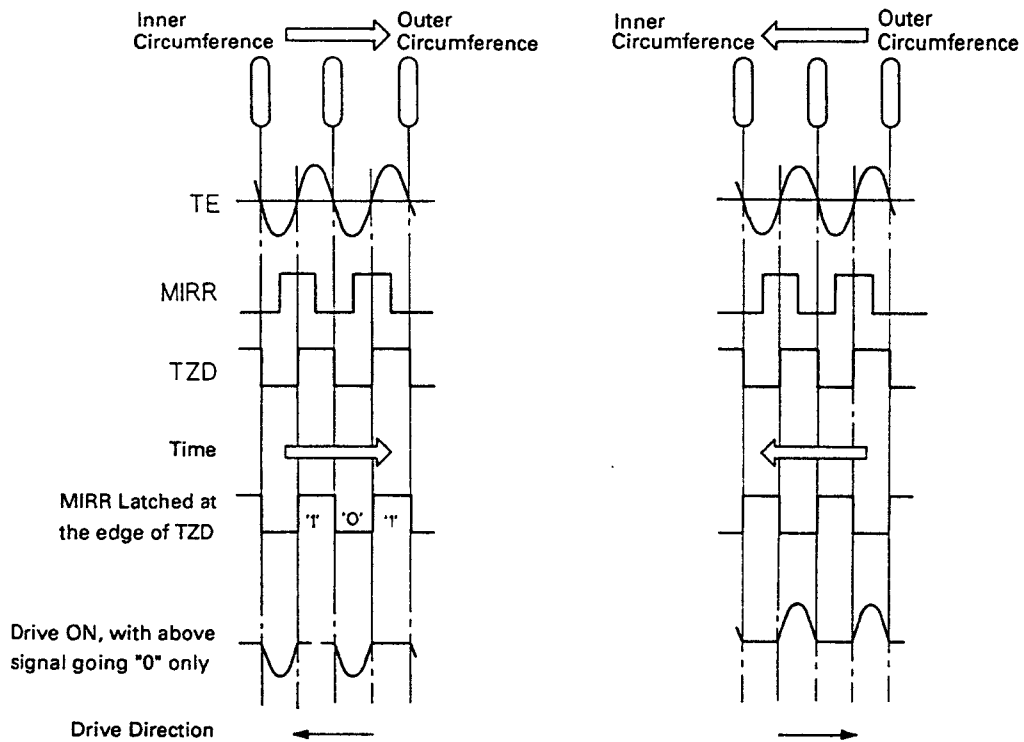 Inner
Circumference
Outer
Circumference
Inner
Circumference
Outer
Circumference
TE
MIRR
TZD
Time
MIRR Latched at
the edge of TZD
'1' '0' '1'
Drive ON, with above
signal going "0" only
Drive Direction